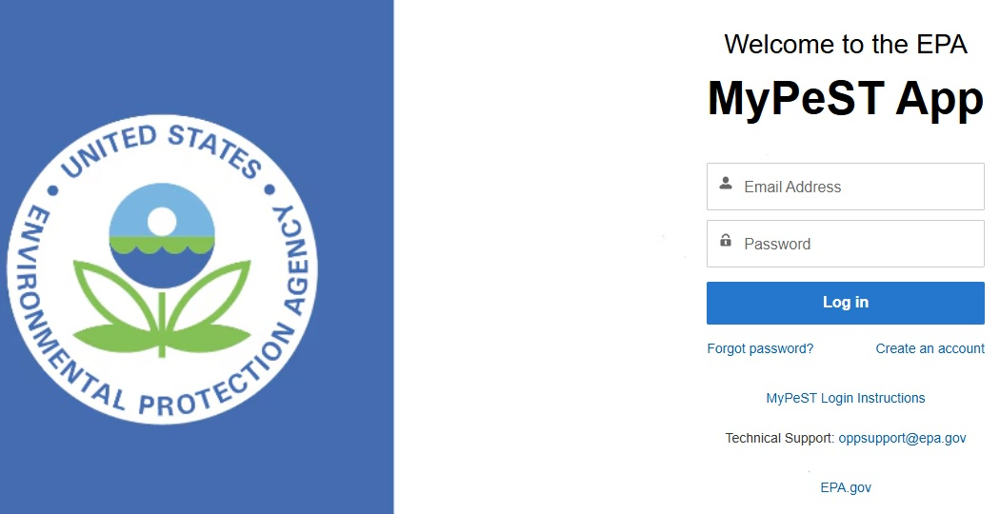 UNITED STATES
ENVIRONMENTAL PROTECTION AGENCY
Welcome to the EPA
MyPeST App
Email Address
Password
Log in
Forgot password?
Create an account
MyPeST Login Instructions
Technical Support: oppsupport@epa.gov
EPA.gov